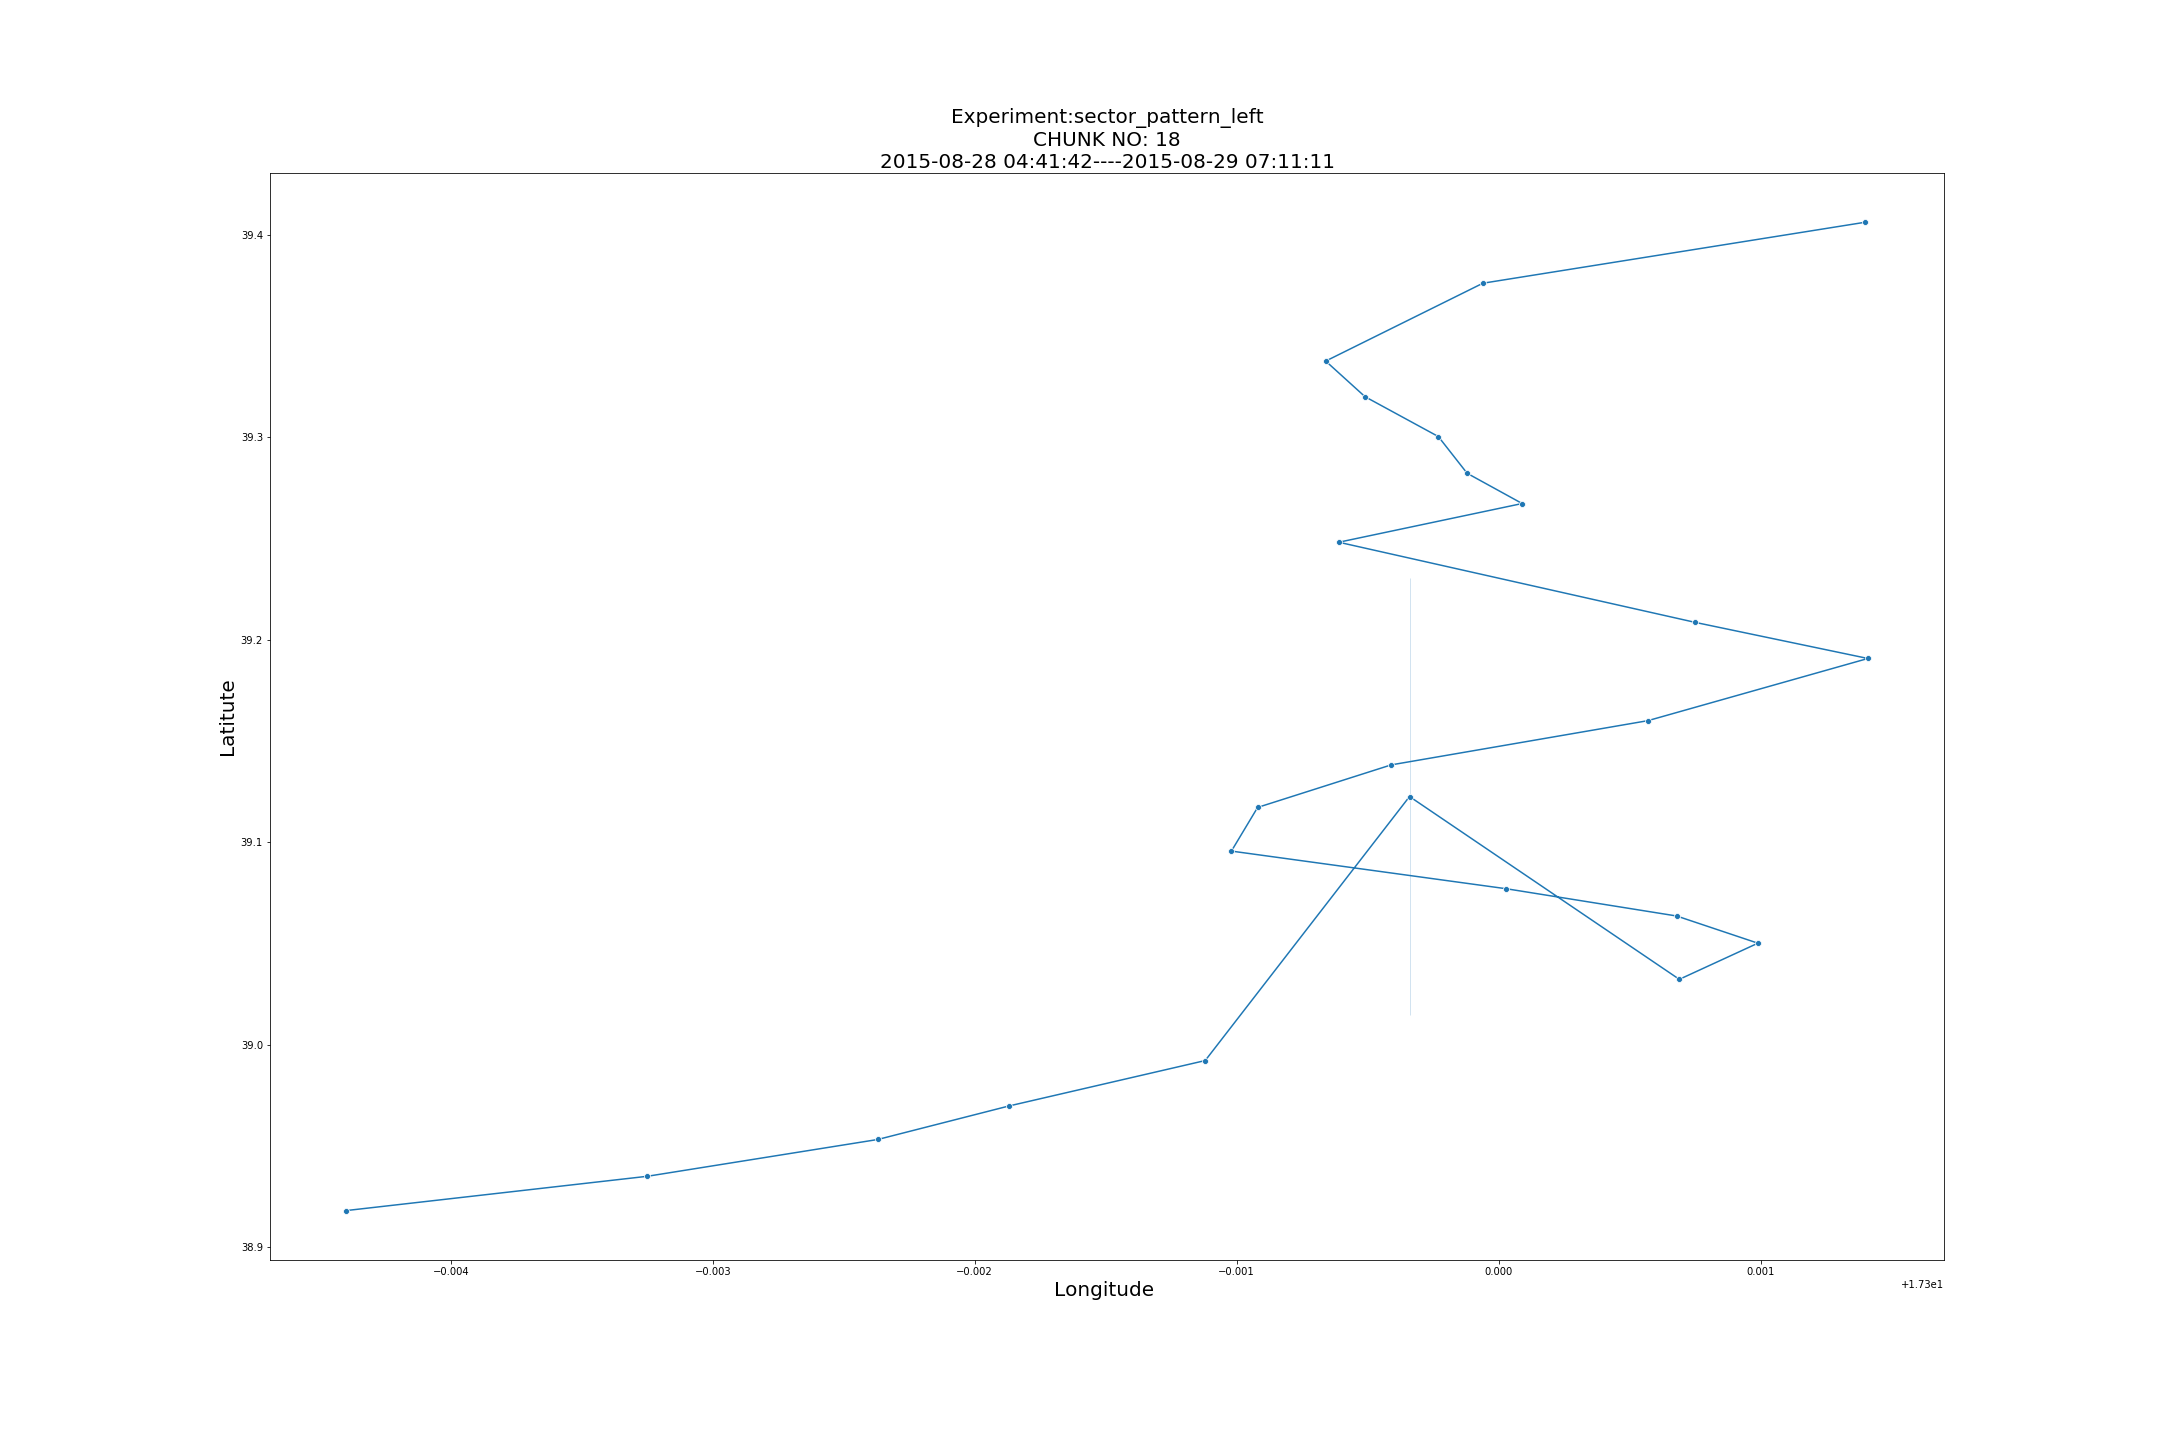 Experiment:sector_pattern_left
CHUNK NO: 18
2015-08-28 04:41:42----2015-08-29 07:11:11
39.4
39.3
39.2
39.1
39.0
38.9
Latitute
−0.004
−0.003
−0.002
−0.001
0.000
0.001
+1.73e1
Longitude